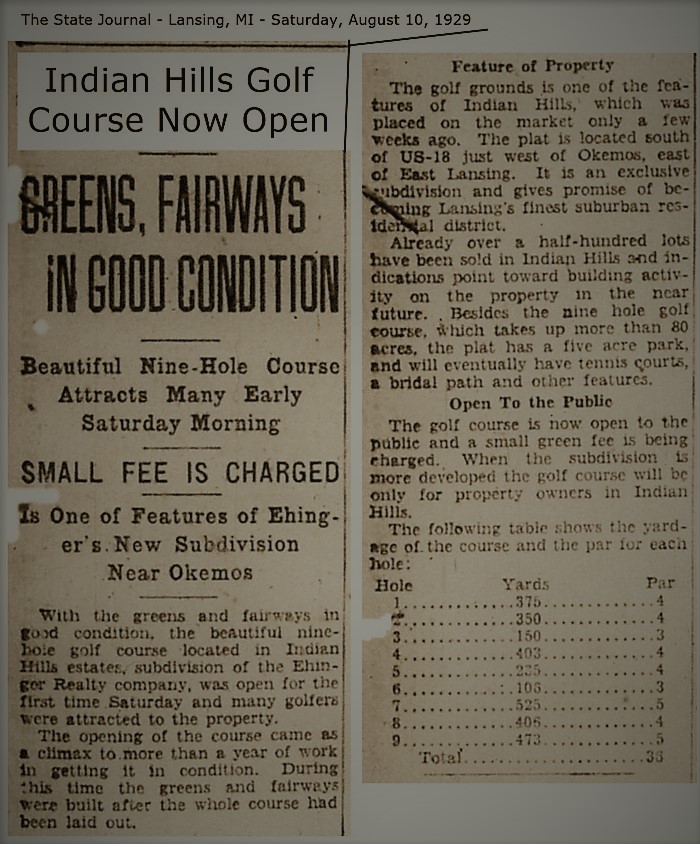 The State Journal - Lansing, MI - Saturday, August 10, 1929
Indian Hills Golf
Course Now Open
GREENS, FAIRWAYS
IN GOOD CONDITION
Beautiful Nine-Hole Course
Attracts Many Early
Saturday Morning
SMALL FEE IS CHARGED
Is One of Features of Ehing-
er's New Subdivision
Near Okemos
With the greens and fairways in
good condition, the beautiful nine-
hole golf course located in Indian
Hills estates, subdivision of the Ehin-
ger Realty company, was open for the
first time Saturday and many golfers
were attracted to the property.
The opening of the course came as
a climax to more than a year of work
in getting it in condition. During
this time the greens and fairways
were built after the whole course had
been laid out.
Feature of Property
The golf grounds is one of the fea-
tures of Indian Hills, which was
placed on the market only a few
weeks ago. The plat is located south
of US-18 just west of Okemos, east
of East Lansing. It is an exclusive
subdivision and gives promise of be-
coming Lansing's finest suburban res-
idential district.
Already over a half-hundred lots
have been sold in Indian Hills and in-
dications point toward building activ-
ity on the property in the near
future. Besides the nine hole golf
course, which takes up more than 80
acres, the plat has a five acre park,
and will eventually have tennis courts,
a bridal path and other features.
Open To the Public
The golf course is now open to the
public and a small green fee is being
charged. When the subdivision is
more developed the golf course will be
only for property owners in Indian
Hills.
The following table shows the yard-
age of the course and the par for each
hole:
Hole Yards Par
1............375............4
2............350............4
3............150............3
4............403............4
5........................4
6............106............3
7............525............5
8............406............4
9............473............5
Total............36